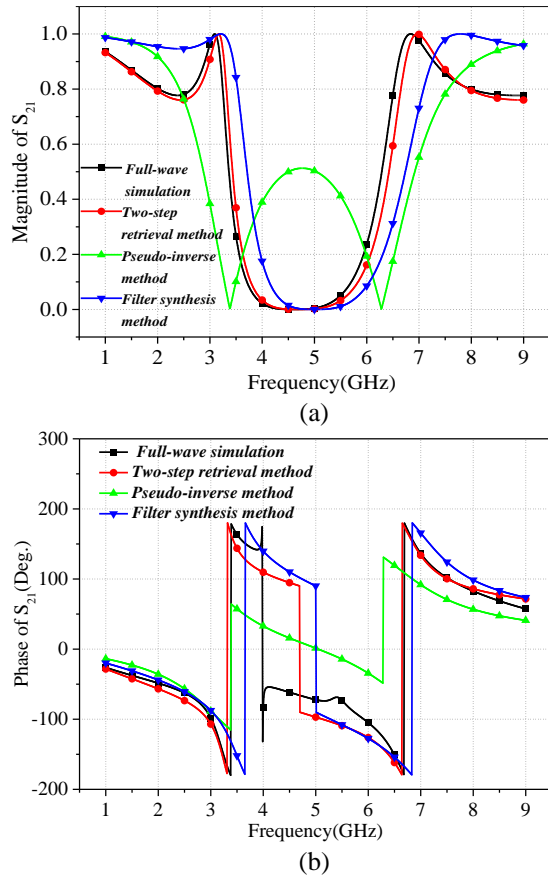 1.0
0.8
0.6
0.4
0.2
0.0
Magnitude of S21
Full-wave
simulation
Two-step
retrieval method
Pseudo-inverse
method
Filter synthesis
method
1 2 3 4 5 6 7 8 9
Frequency(GHz)
(a)
300
200
100
0
-100
-200
Phase of S21(Deg.)
Full-wave simulation
Two-step retrieval method
Pseudo-inverse method
Filter synthesis method
1 2 3 4 5 6 7 8 9
Frequency(GHz)
(b)